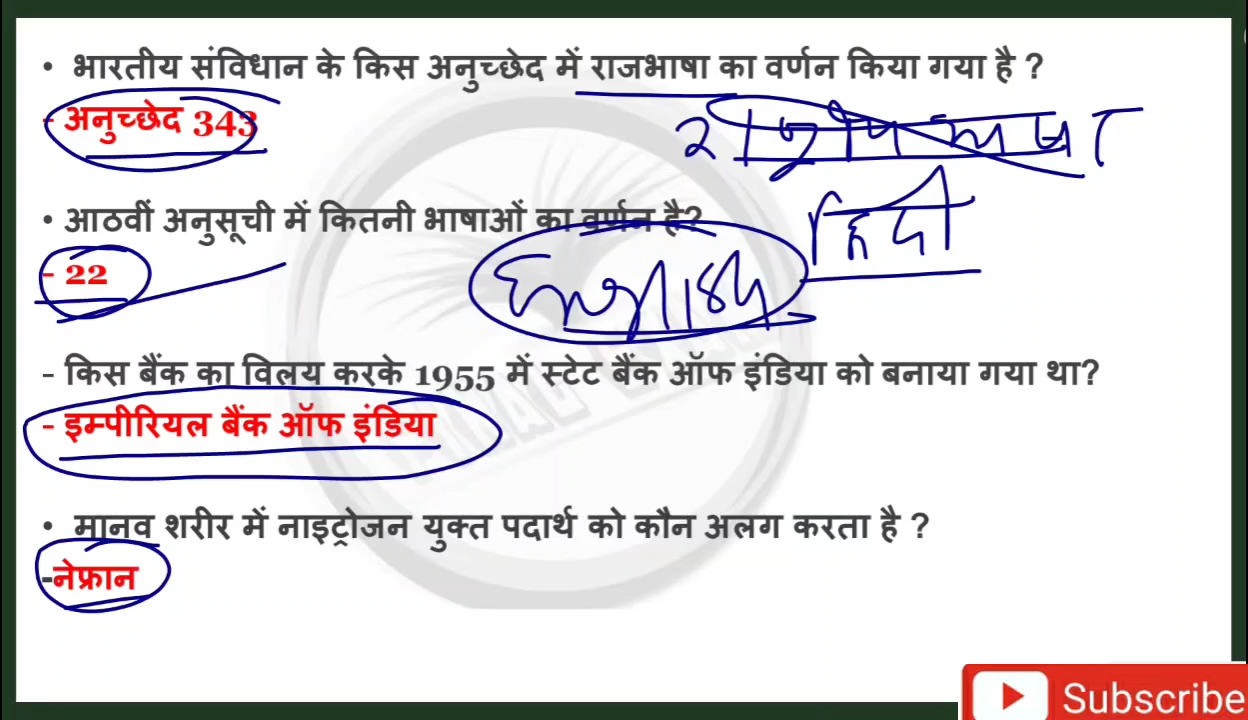 • भारतीय संविधान के किस अनुच्छेद में राजभाषा का वर्णन किया गया है ?
- अनुच्छेद 343
• आठवीं अनुसूची में कितनी भाषाओं का वर्णन है?
हिंदी
- 22
English
- किस बैंक का विलय करके 1955 में स्टेट बैंक ऑफ इंडिया को बनाया गया था?
- इम्पीरियल बैंक ऑफ इंडिया
• मानव शरीर में नाइट्रोजन युक्त पदार्थ को कौन अलग करता है ?
-नेफ्रान
Subscribe